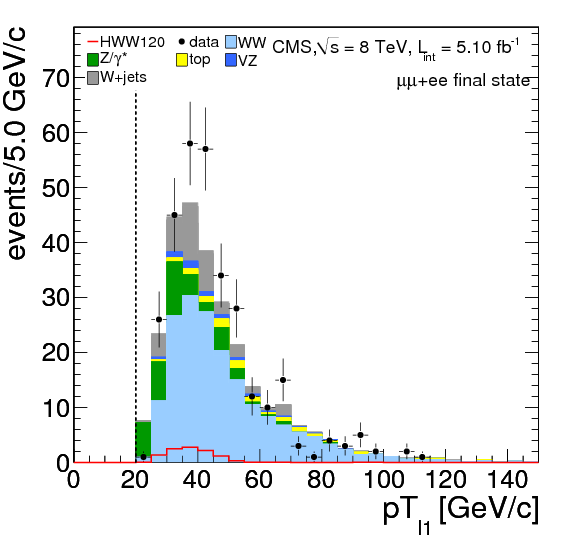 HWW120 data WW CMS,√s = 8 TeV, L_int = 5.10 fb⁻¹
Z/γ* top VZ
W+jets μμ+ee final state
events/5.0 GeV/c
70
60
50
40
30
20
10
0
0 20 40 60 80 100 120 140
pT_l1 [GeV/c]